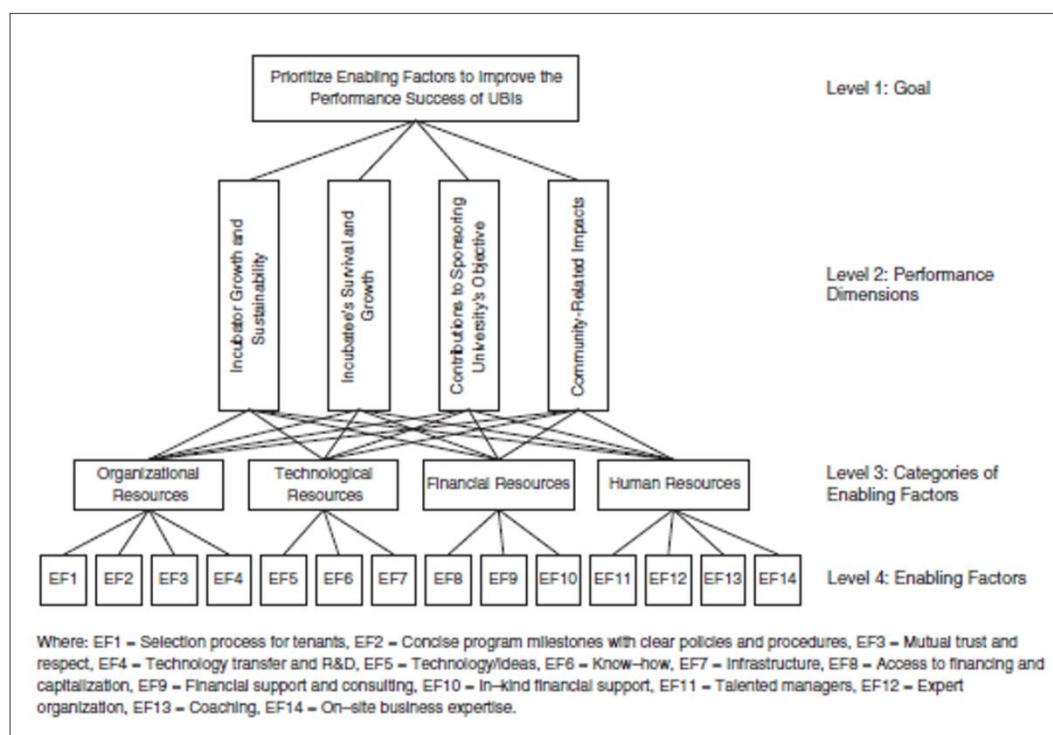 Prioritize Enabling Factors to Improve the
Performance Success of UBIs
Level 1: Goal
Incubator Growth and
Sustainability
Incubatee's Survival and
Growth
Contributions to Sponsoring
University's Objective
Community-Related Impacts
Level 2: Performance
Dimensions
Organizational
Resources
Technological
Resources
Financial Resources
Human Resources
Level 3: Categories of
Enabling Factors
EF1
EF2
EF3
EF4
EF5
EF6
EF7
EF8
EF9
EF10
EF11
EF12
EF13
EF14
Level 4: Enabling Factors
Where: EF1 – Selection process for tenants, EF2 – Concise program milestones with clear policies and procedures, EF3 – Mutual trust and
respect, EF4 – Technology transfer and R&D, EF5 – Technology/ideas, EF6 – Know–how, EF7 – Infrastructure, EF8 – Access to financing and
capitalization, EF9 – Financial support and consulting, EF10 – In–kind financial support, EF11 – Talented managers, EF12 – Expert
organization, EF13 – Coaching, EF14 – On–site business expertise.